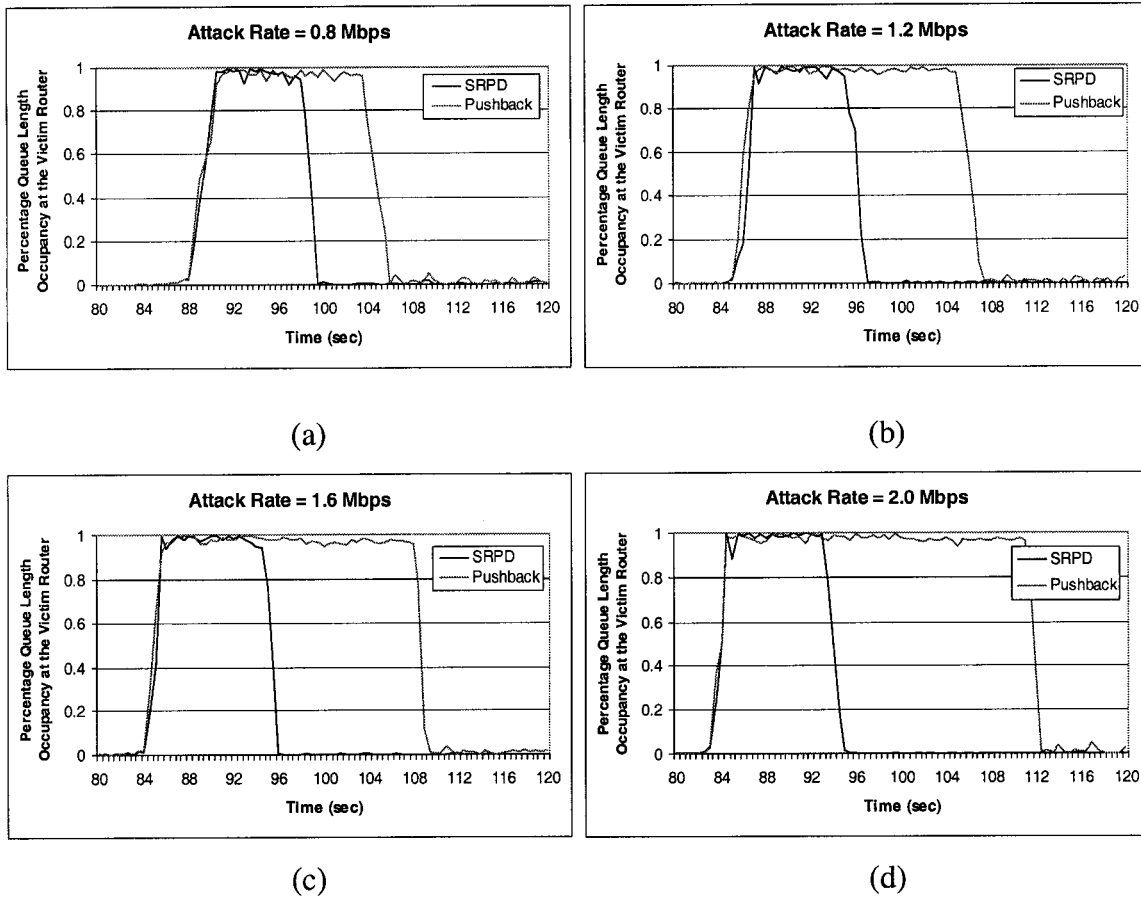 Attack Rate = 0.8 Mbps
Percentage Queue Length
Occupancy at the Victim Router
1
0.8
0.6
0.4
0.2
0
80 84 88 92 96 100 104 108 112 116 120
Time (sec)
SRPD
Pushback
(a)
Attack Rate = 1.2 Mbps
Percentage Queue Length
Occupancy at the Victim Router
1
0.8
0.6
0.4
0.2
0
80 84 88 92 96 100 104 108 112 116 120
Time (sec)
SRPD
Pushback
(b)
Attack Rate = 1.6 Mbps
Percentage Queue Length
Occupancy at the Victim Router
1
0.8
0.6
0.4
0.2
0
80 84 88 92 96 100 104 108 112 116 120
Time (sec)
SRPD
Pushback
(c)
Attack Rate = 2.0 Mbps
Percentage Queue Length
Occupancy at the Victim Router
1
0.8
0.6
0.4
0.2
0
80 84 88 92 96 100 104 108 112 116 120
Time (sec)
SRPD
Pushback
(d)